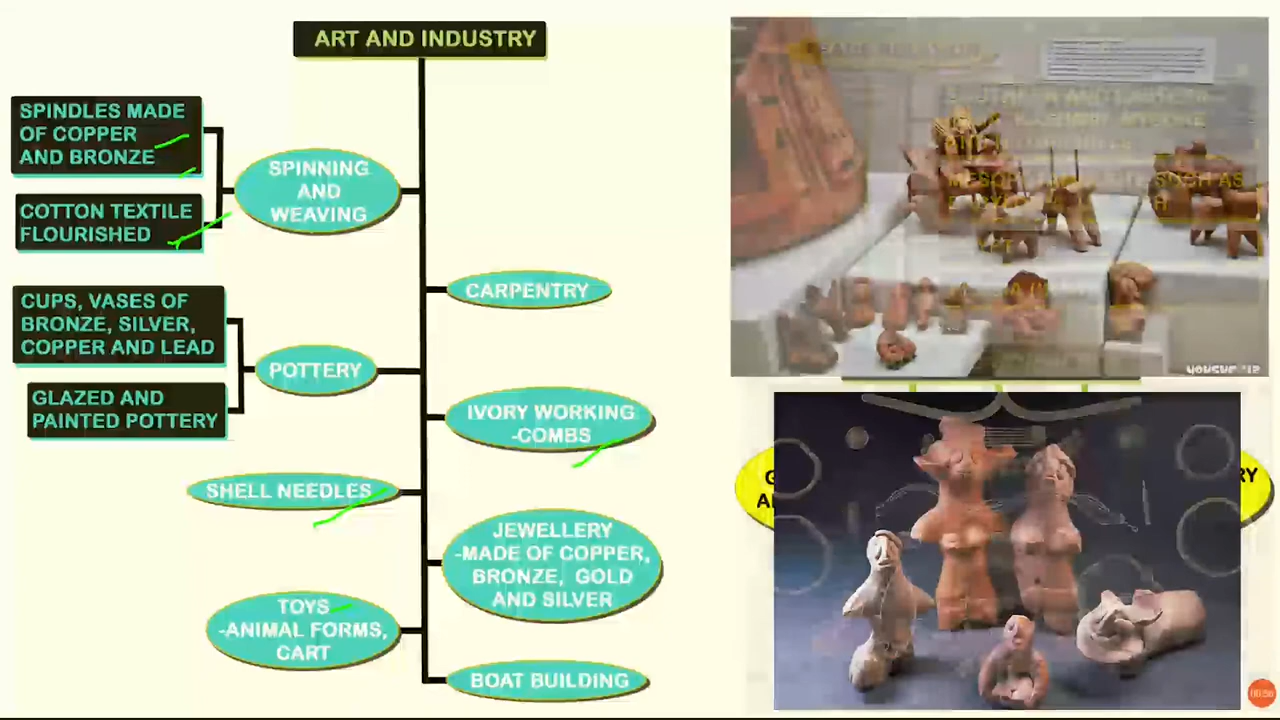 ART AND INDUSTRY
SPINDLES MADE
OF COPPER
AND BRONZE
SPINNING
AND
WEAVING
COTTON TEXTILE
FLOURISHED
CARPENTRY
CUPS, VASES OF
BRONZE, SILVER,
COPPER AND LEAD
POTTERY
GLAZED AND
PAINTED POTTERY
IVORY WORKING
-COMBS
SHELL NEEDLES
JEWELLERY
-MADE OF COPPER,
BRONZE, GOLD
AND SILVER
TOYS
-ANIMAL FORMS,
CART
BOAT BUILDING
SUCH AS